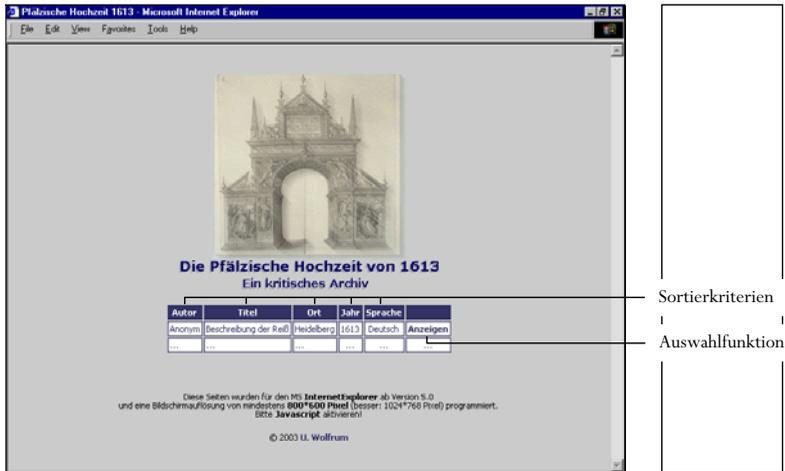 Pfälzische Hochzeit 1613 - Microsoft Internet Explorer
File Edit View Favorites Tools Help
Die Pfälzische Hochzeit von 1613
Ein kritisches Archiv
Sortierkriterien
Autor Titel Ort Jahr Sprache
Anonym Beschreibung der Reiß Heidelberg 1613 Deutsch Anzeigen
... ... ... ... ... ...
Auswahlfunktion
Diese Seiten wurden für den MS InternetExplorer ab Version 5.0
und eine Bildschirmauflösung von mindestens 800*600 Pixel (besser: 1024*768 Pixel) programmiert.
Bitte Javascript aktivieren!
© 2003 U. Wolfrum